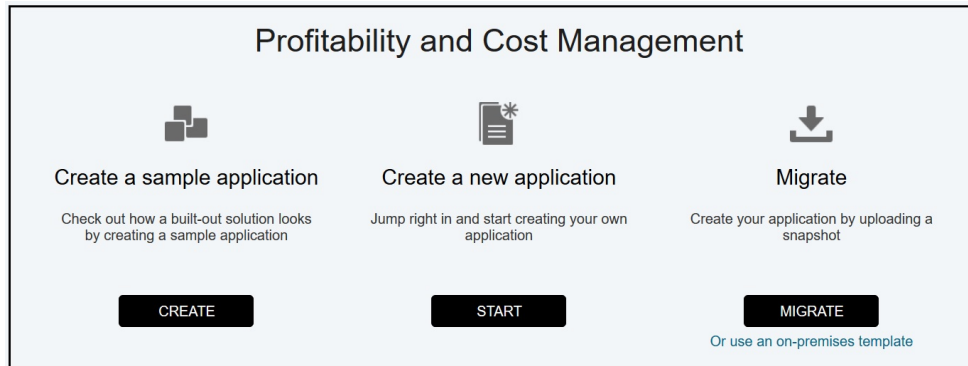 Profitability and Cost Management
Create a sample application
Check out how a built-out solution looks
by creating a sample application
CREATE
Create a new application
Jump right in and start creating your own
application
START
Migrate
Create your application by uploading a
snapshot
MIGRATE
Or use an on-premises template